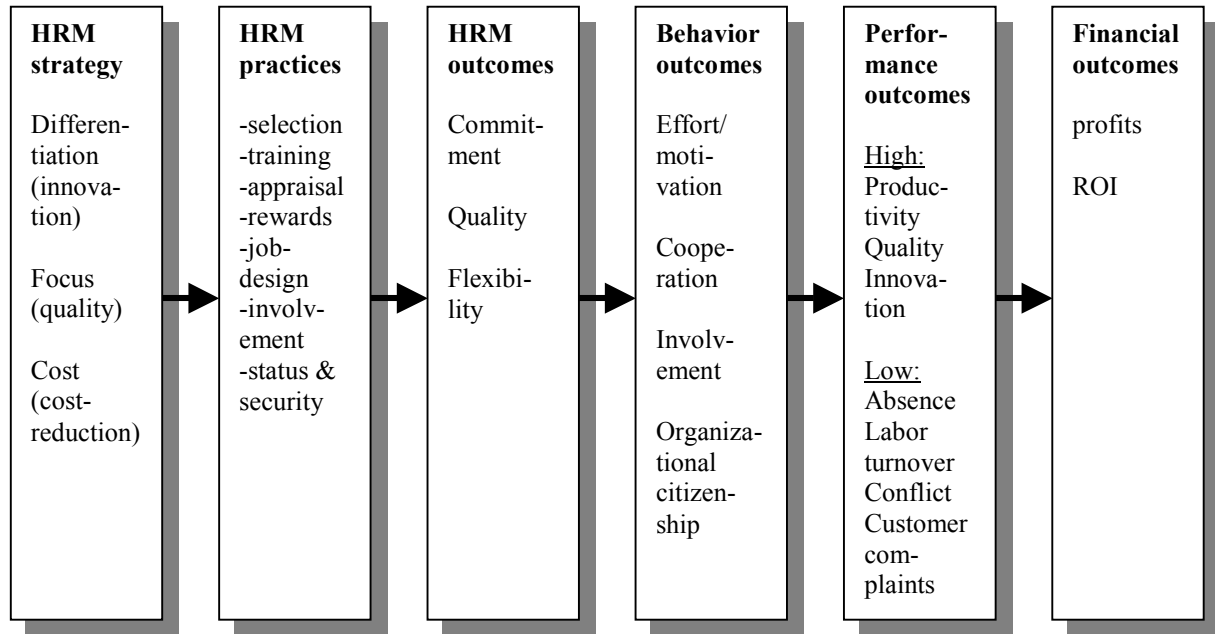 HRM
strategy
Differen-
tiation
(innova-
tion)
Focus
(quality)
Cost
(cost-
reduction)
HRM
practices
-selection
-training
-appraisal
-rewards
-job-
design
-involv-
ement
-status &
security
HRM
outcomes
Commit-
ment
Quality
Flexibi-
lity
Behavior
outcomes
Effort/
moti-
vation
Coope-
ration
Involv-
ement
Organiza-
tional
citizen-
ship
Perfor-
mance
outcomes
High:
Produc-
tivity
Quality
Innova-
tion
Low:
Absence
Labor
turnover
Conflict
Customer
com-
plaints
Financial
outcomes
profits
ROI